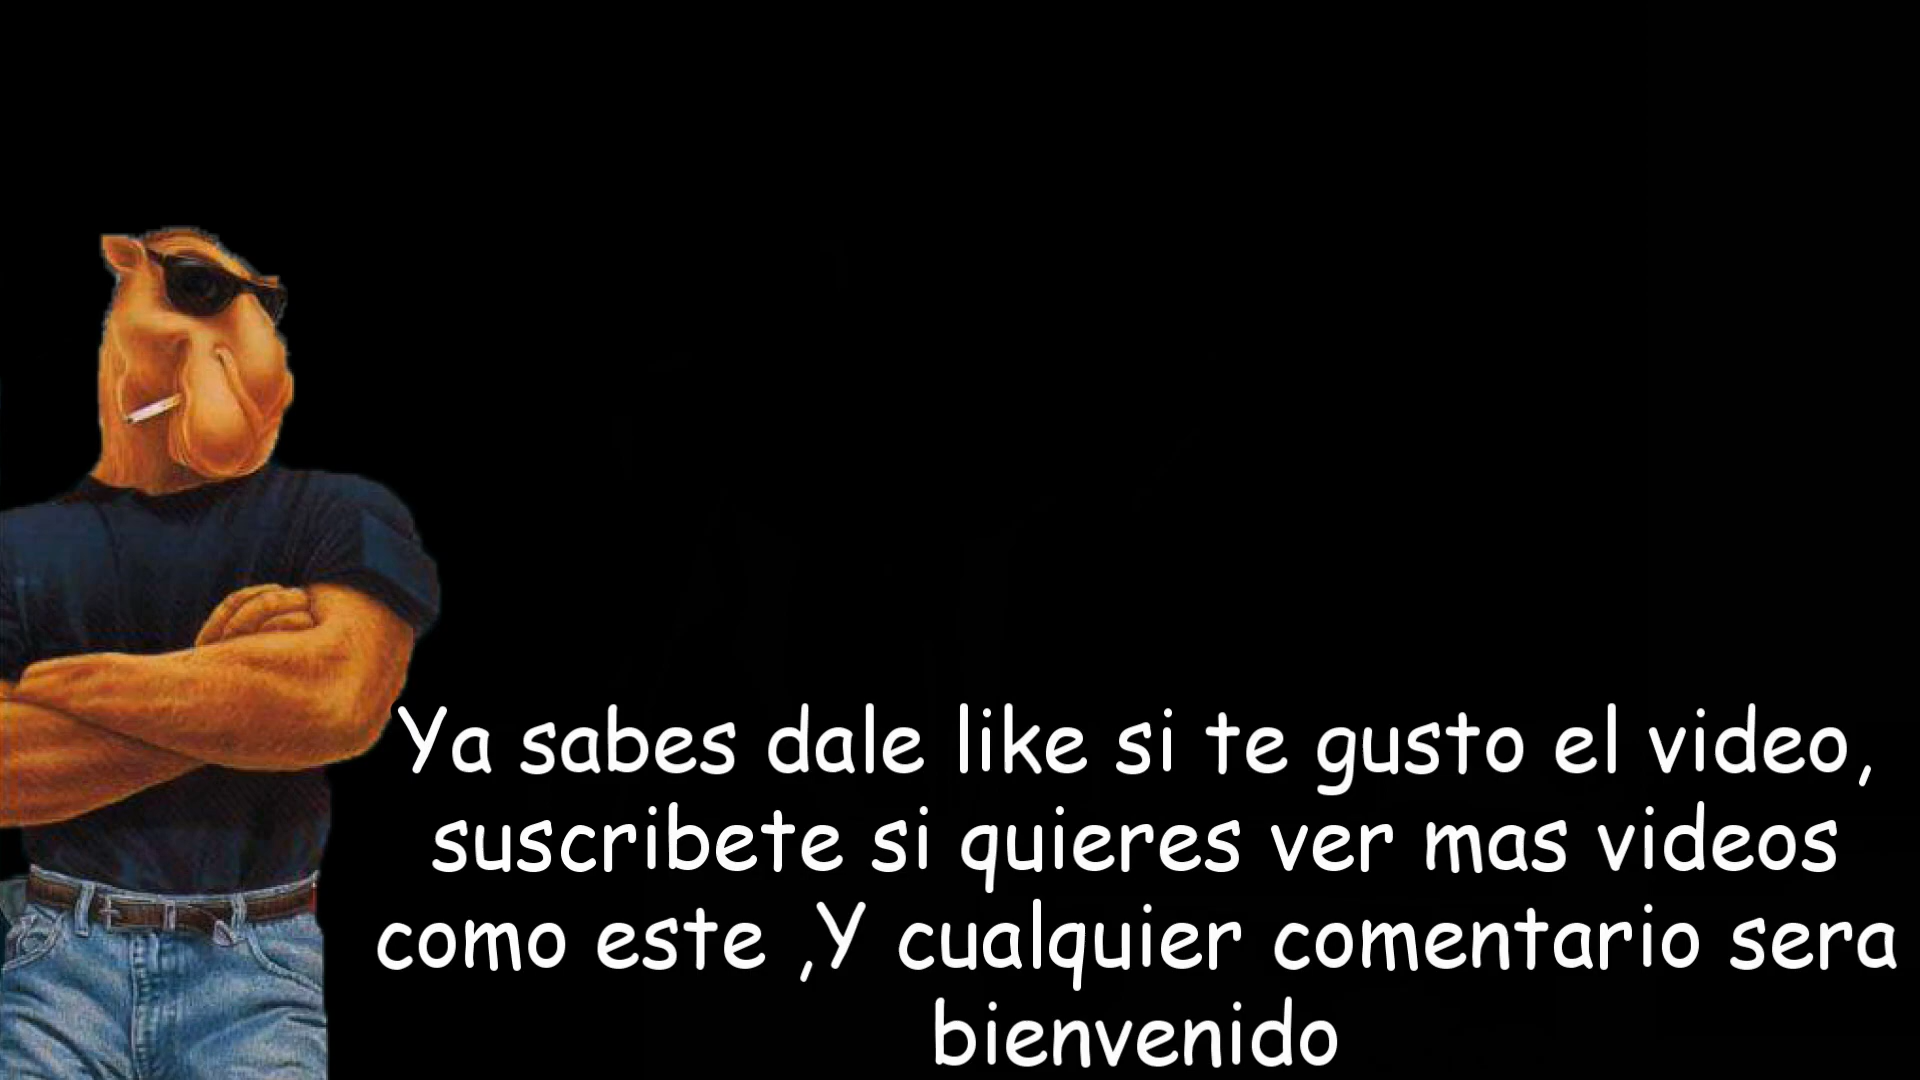 Ya sabes dale like si te gusto el video,
suscribete si quieres ver mas videos
como este ,Y cualquier comentario sera
bienvenido